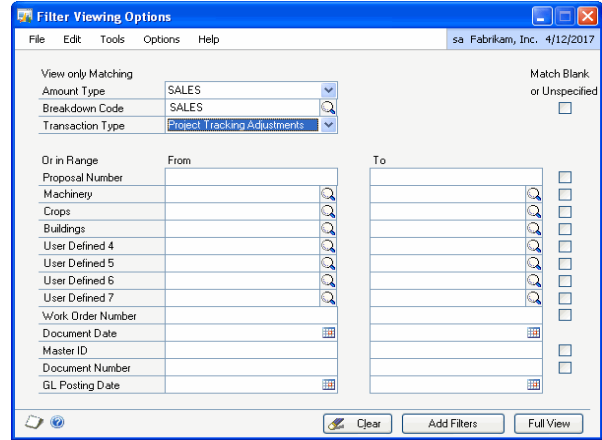 Filter Viewing Options
File Edit Tools Options Help sa Fabrikam, Inc. 4/12/2017
View only Matching Match Blank
Amount Type SALES or Unspecified
Breakdown Code SALES
Transaction Type Project Tracking Adjustments
Or in Range From To
Proposal Number
Machinery
Crops
Buildings
User Defined 4
User Defined 5
User Defined 6
User Defined 7
Work Order Number
Document Date
Master ID
Document Number
GL Posting Date
Clear Add Filters Full View